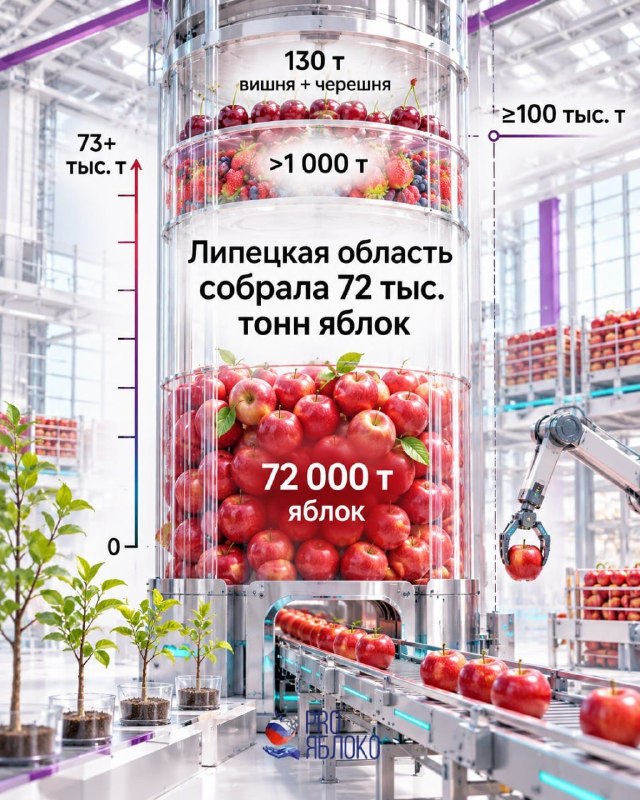 130 т
вишня + черешня
≥100 тыс. т
73+
тыс. т
>1 000 т
Липецкая область
собрала 72 тыс.
тонн яблок
72 000 т
яблок
0
PRO
ЯБЛОКО